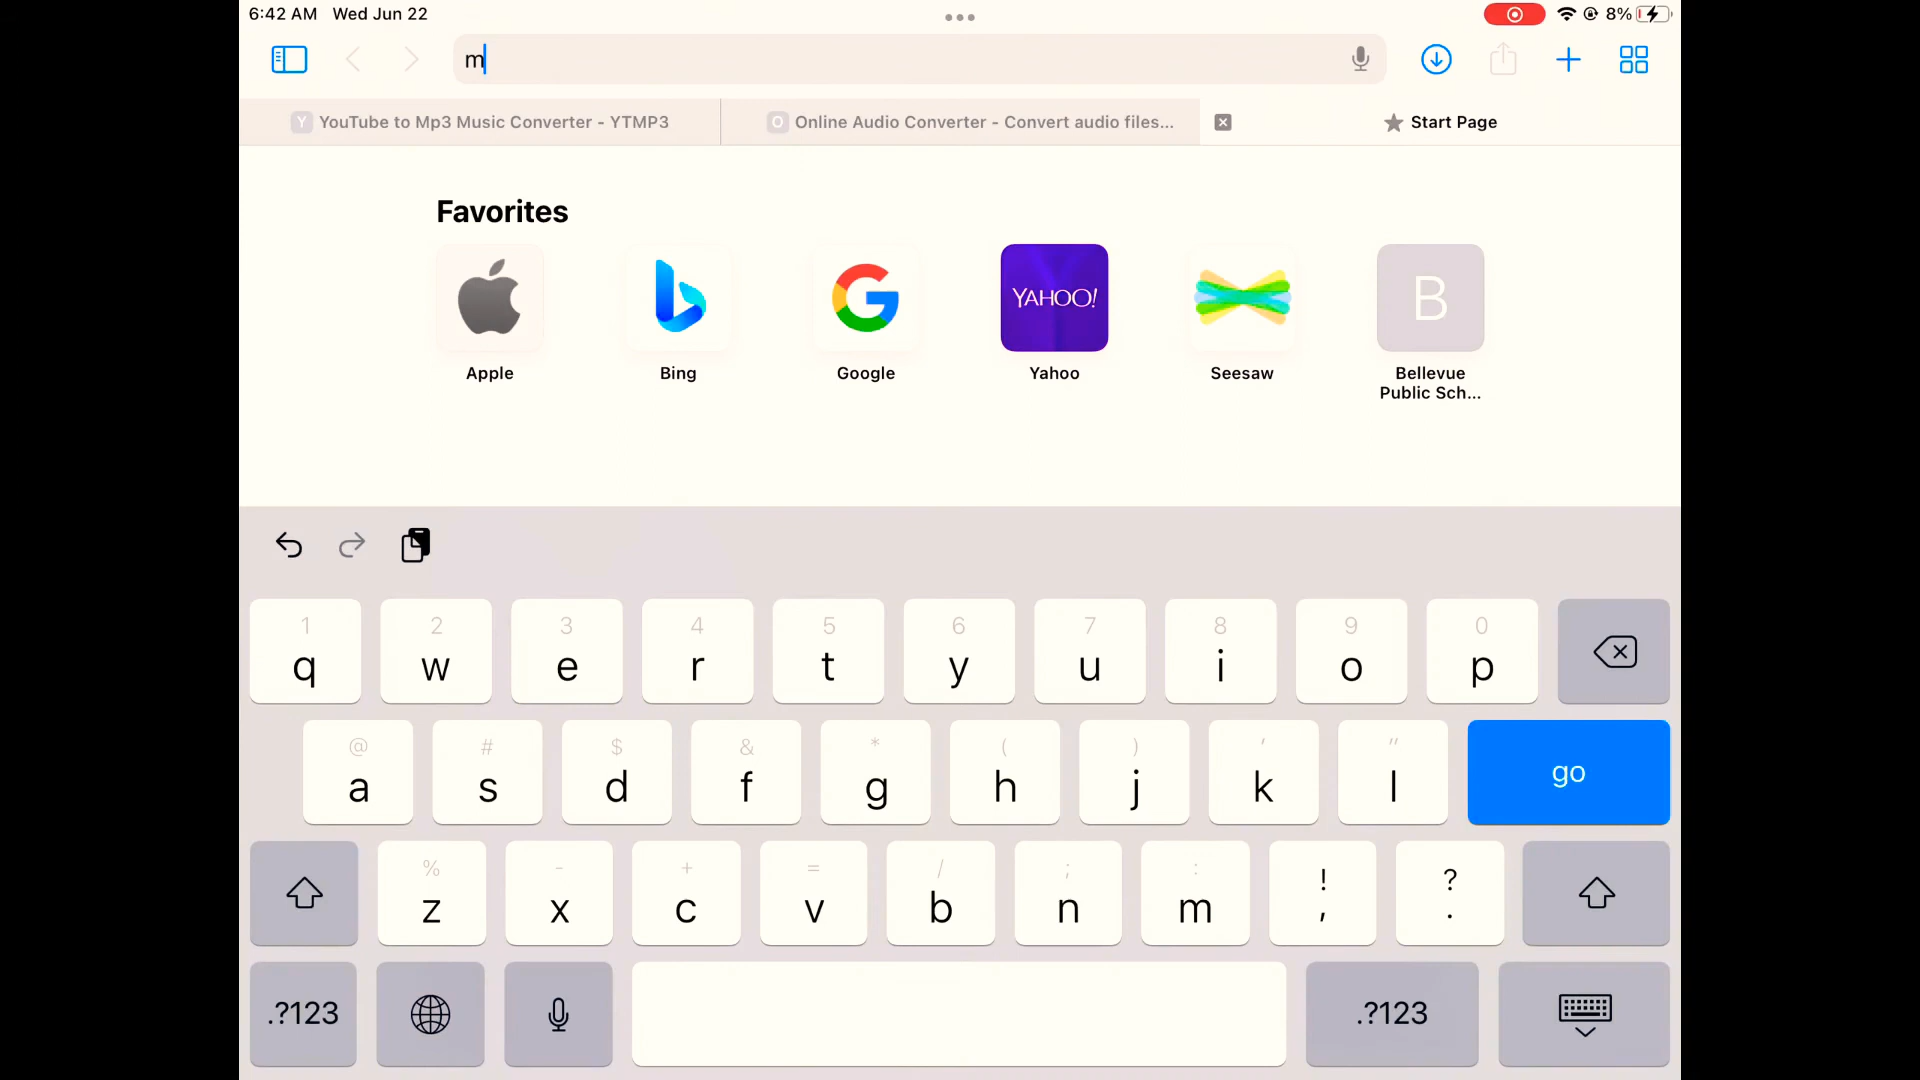 6:42 AM Wed Jun 22
8%
m
Y YouTube to Mp3 Music Converter - YTMP3
O Online Audio Converter - Convert audio files...
Start Page
Favorites
YAHOO!
B
Apple
Bing
Google
Yahoo
Seesaw
Bellevue
Public Sch...
1 2 3 4 5 6 7 8 9 0
q w e r t y u i o p
@ # $ & * ( ) ' "
a s d f g h j k l
go
% - + = / ; : ! ?
z x c v b n m , .
.?123
.?123